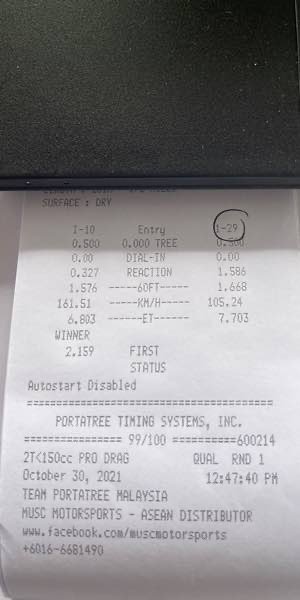 SURFACE : DRY
I-10 Entry I-29
0.500 0.000 TREE 0.500
0.00 DIAL-IN 0.00
0.327 REACTION 1.586
1.576 -----60FT----- 1.668
161.51 -----KM/H----- 105.24
6.803 ------ET------ 7.703
WINNER
2.159 FIRST
STATUS
Autostart Disabled
========================================
PORTATREE TIMING SYSTEMS, INC.
================ 99/100 ==========600214
2T<150cc PRO DRAG QUAL RND 1
October 30, 2021 12:47:40 PM
TEAM PORTATREE MALAYSIA
MUSC MOTORSPORTS - ASEAN DISTRIBUTOR
www.facebook.com/muscmotorsports
+6016-6681490